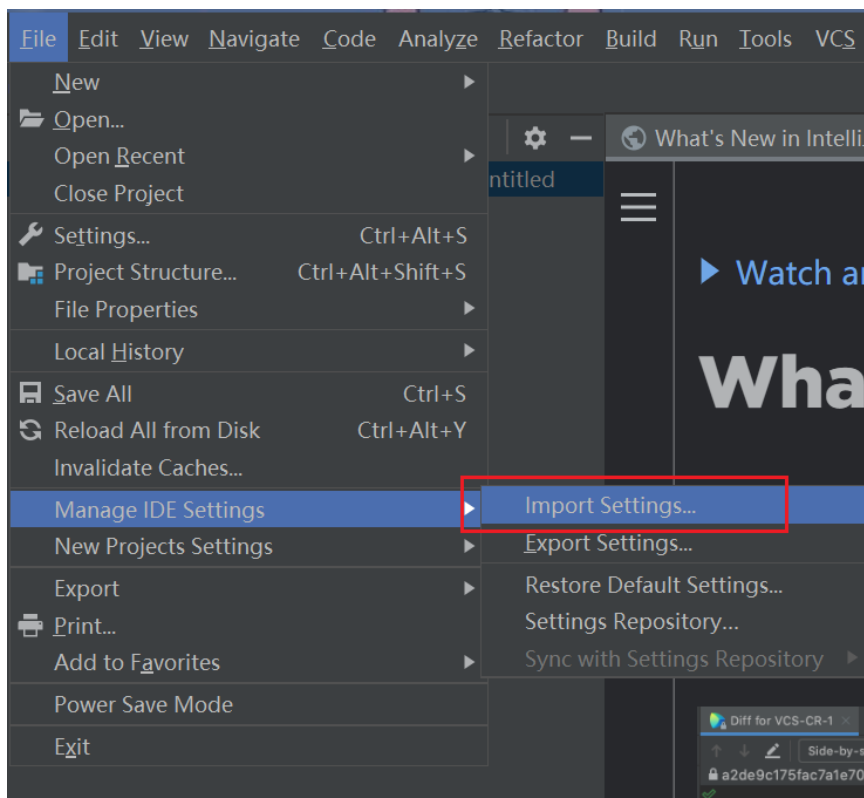 File Edit View Navigate Code Analyze Refactor Build Run Tools VCS
New
Open...
Open Recent
Close Project
Settings... Ctrl+Alt+S
Project Structure... Ctrl+Alt+Shift+S
File Properties
Local History
Save All Ctrl+S
Reload All from Disk Ctrl+Alt+Y
Invalidate Caches...
Manage IDE Settings
New Projects Settings
Export
Print...
Add to Favorites
Power Save Mode
Exit
Import Settings...
Export Settings...
Restore Default Settings...
Settings Repository...
Sync with Settings Repository
ntitled
What's New in Intelli
Watch a
Wha
Diff for VCS-CR-1
Side-by-s
a2de9c175fac7a1e70